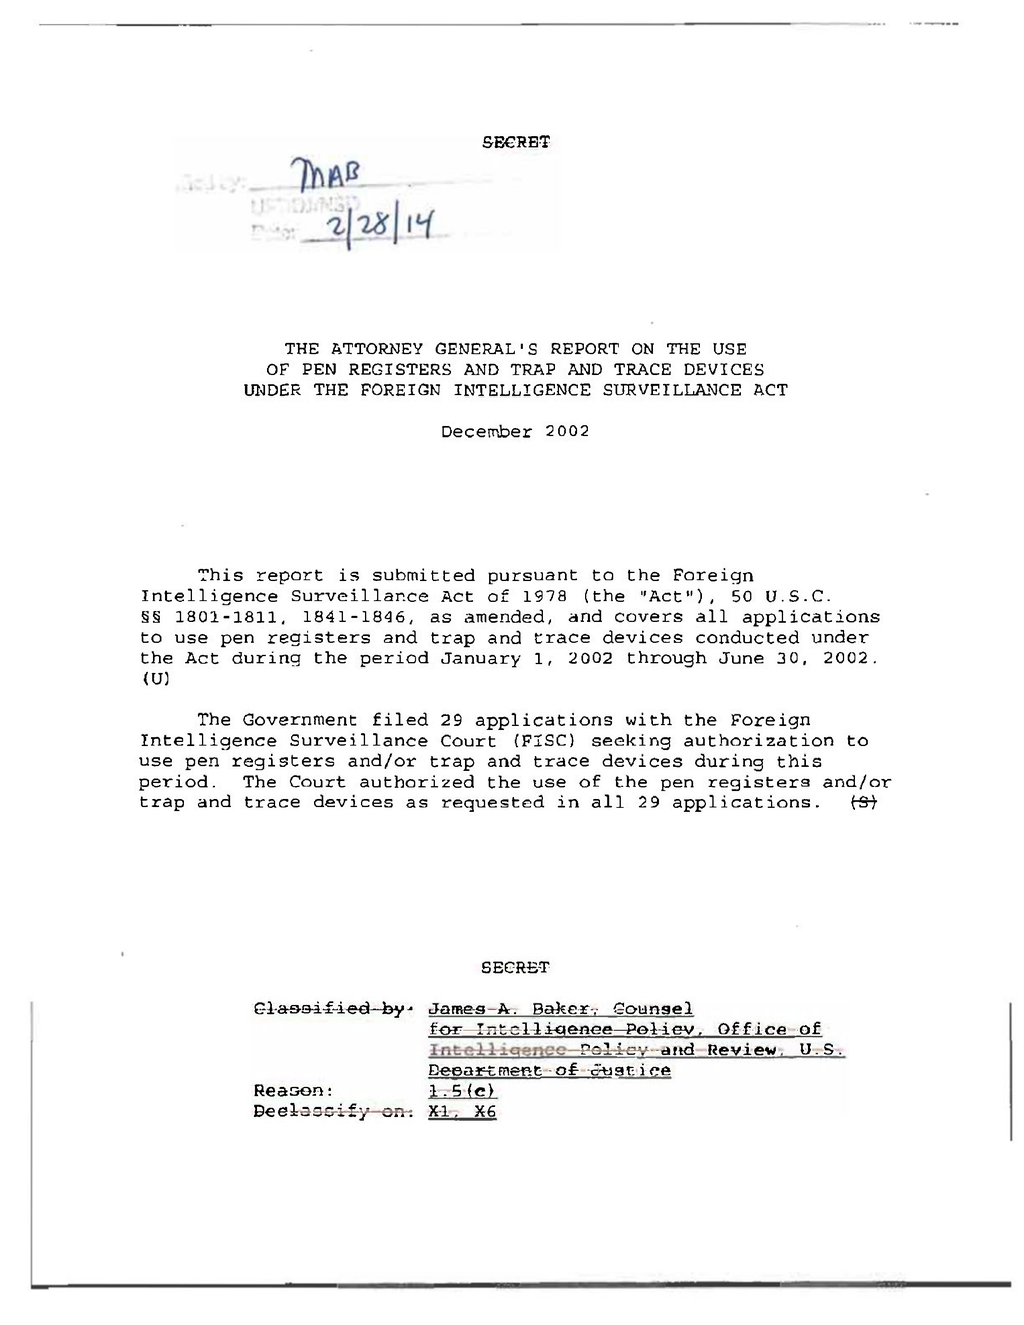 SECRET
MAB
2/28/14
THE ATTORNEY GENERAL'S REPORT ON THE USE
OF PEN REGISTERS AND TRAP AND TRACE DEVICES
UNDER THE FOREIGN INTELLIGENCE SURVEILLANCE ACT
December 2002
This report is submitted pursuant to the Foreign
Intelligence Surveillance Act of 1978 (the "Act"), 50 U.S.C.
§§ 1801-1811, 1841-1846, as amended, and covers all applications
to use pen registers and trap and trace devices conducted under
the Act during the period January 1, 2002 through June 30, 2002.
(U)
The Government filed 29 applications with the Foreign
Intelligence Surveillance Court (FISC) seeking authorization to
use pen registers and/or trap and trace devices during this
period. The Court authorized the use of the pen registers and/or
trap and trace devices as requested in all 29 applications. (S)
SECRET
Classified by: James A. Baker, Counsel
for Intelligence Policy, Office of
Intelligence Policy and Review, U.S.
Department of Justice
Reason: 1.5(c)
Declassify on: X1, X6